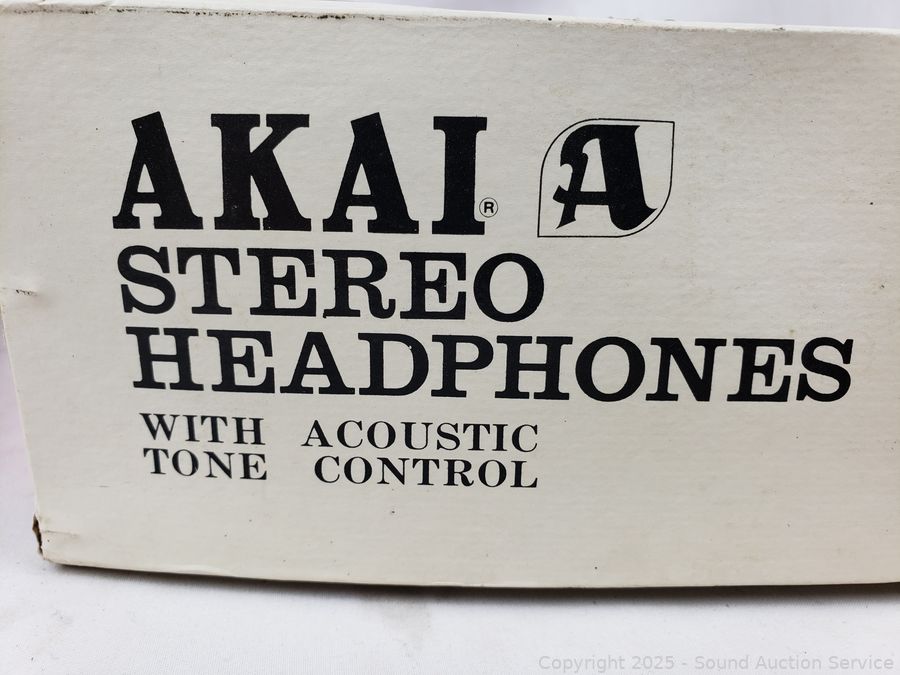 AKAI® A
STEREO
HEADPHONES
WITH ACOUSTIC
TONE CONTROL
Copyright 2025 - Sound Auction Service